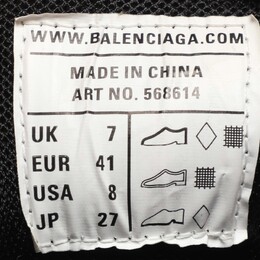 WWW.BALENCIAGA.COM
MADE IN CHINA
ART NO. 568614
UK 7
EUR 41
USA 8
JP 27